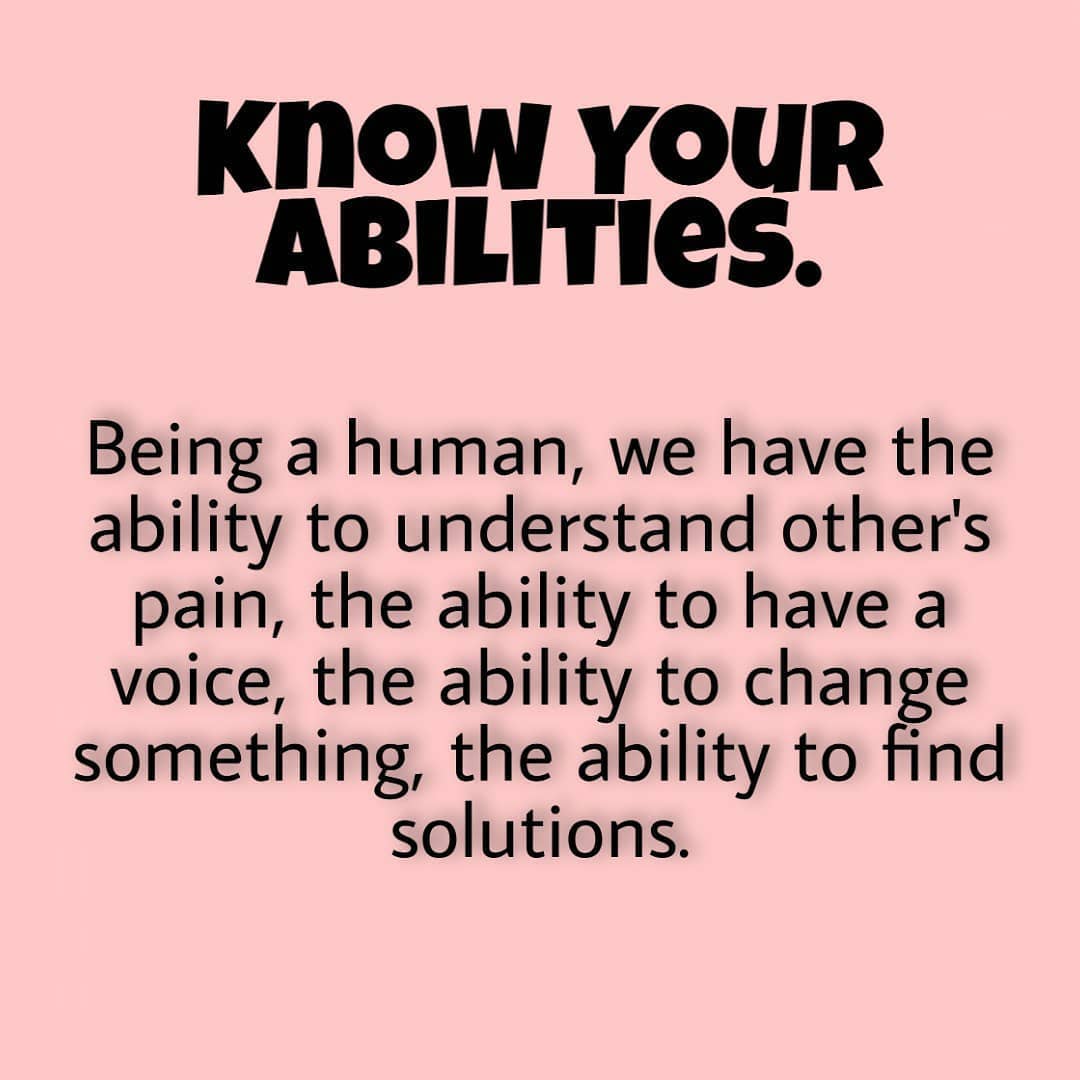 KNOW YOUR
ABILITIES.
Being a human, we have the
ability to understand other's
pain, the ability to have a
voice, the ability to change
something, the ability to find
solutions.